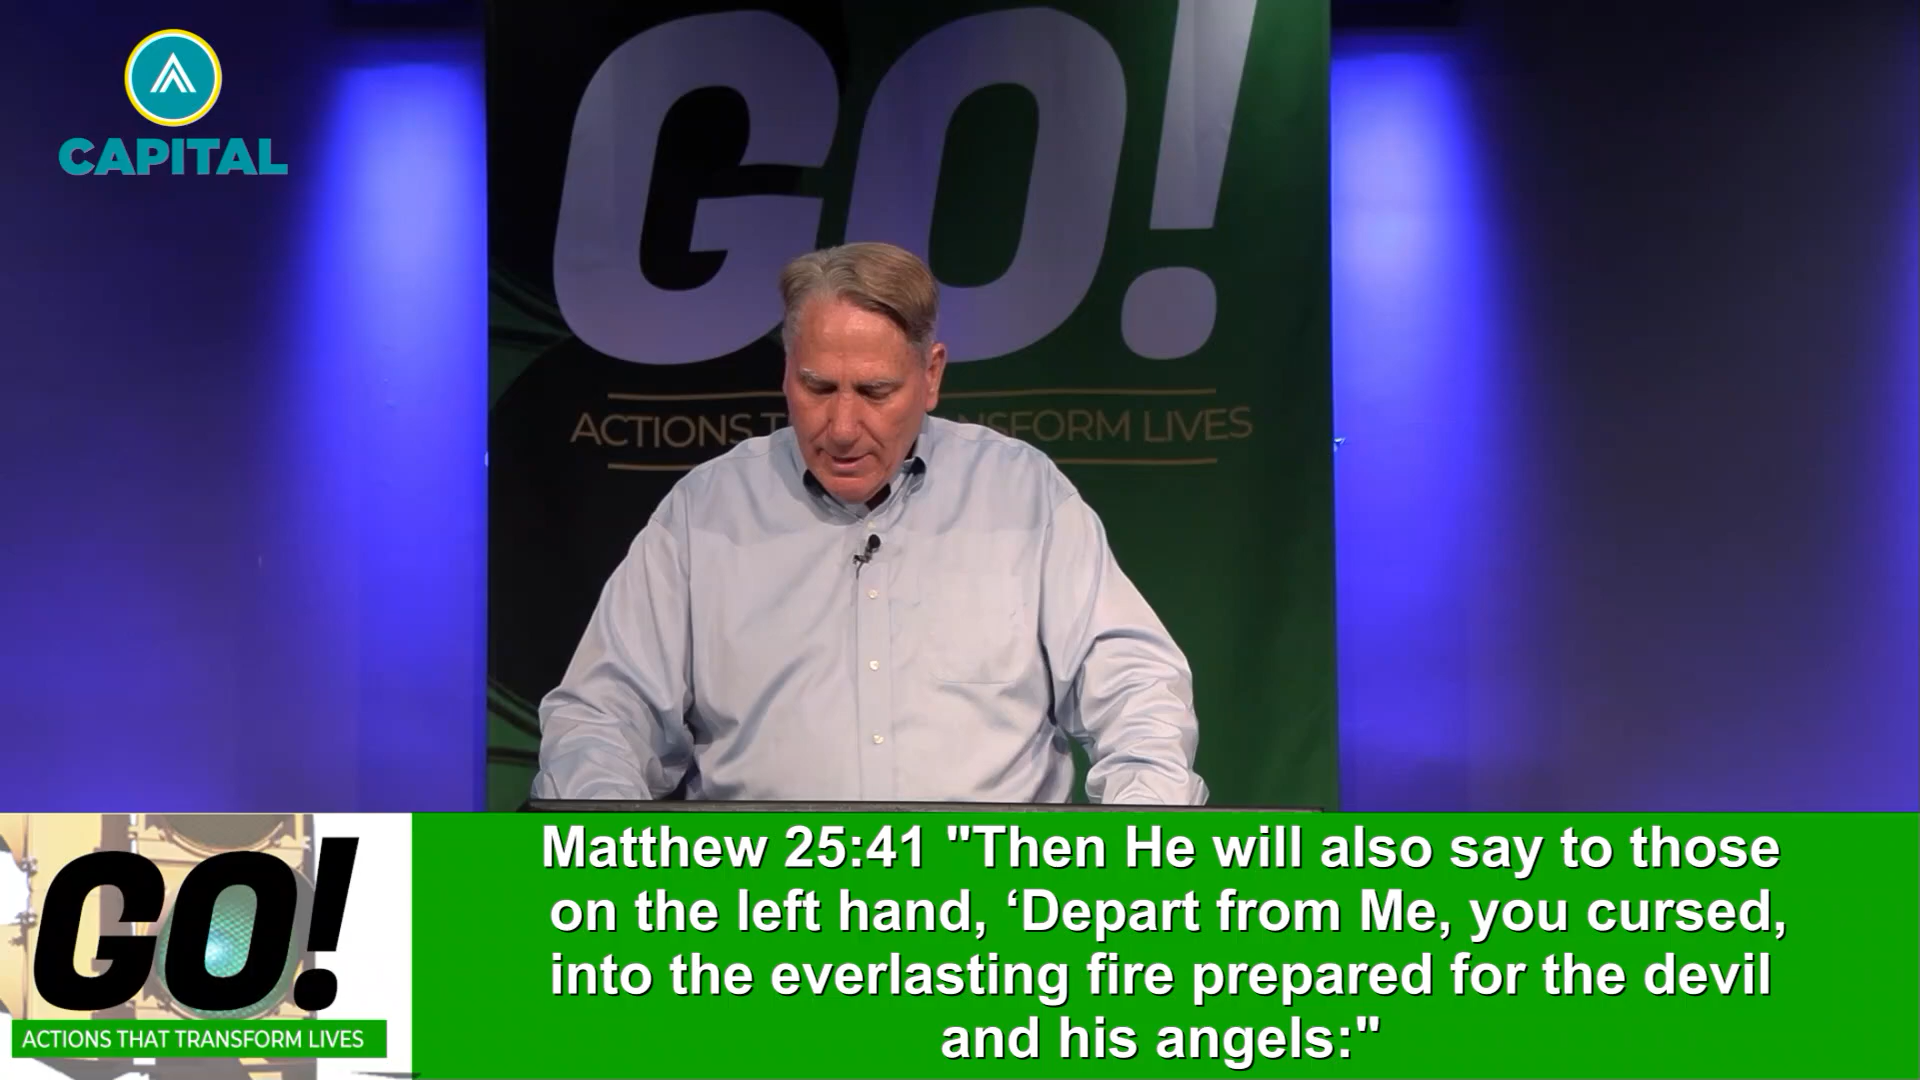 CAPITAL
GO!
ACTIONS TRANSFORM LIVES
GO!
ACTIONS THAT TRANSFORM LIVES
Matthew 25:41 "Then He will also say to those
on the left hand, ‘Depart from Me, you cursed,
into the everlasting fire prepared for the devil
and his angels:"